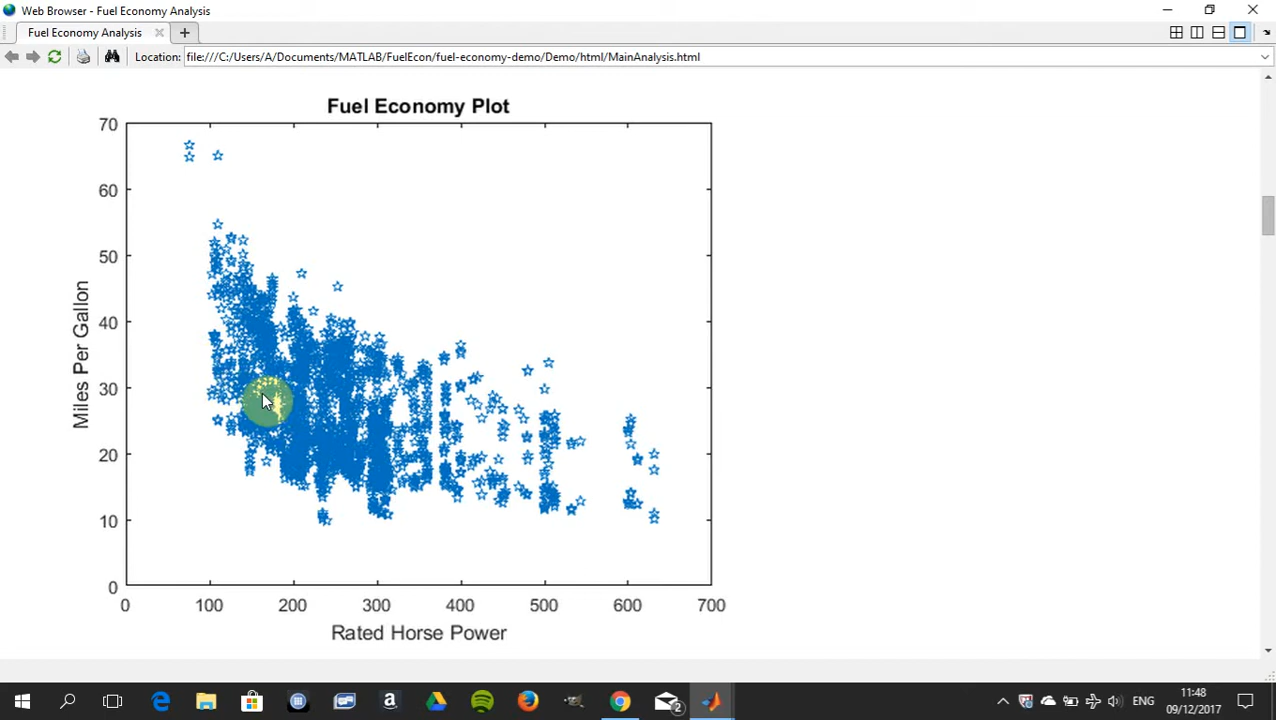 Web Browser - Fuel Economy Analysis
Fuel Economy Analysis
Location: file:///C:/Users/A/Documents/MATLAB/FuelEcon/fuel-economy-demo/Demo/html/MainAnalysis.html
Fuel Economy Plot
70
60
50
40
30
20
10
0
Miles Per Gallon
0 100 200 300 400 500 600 700
Rated Horse Power
a
2
ENG
11:48
09/12/2017